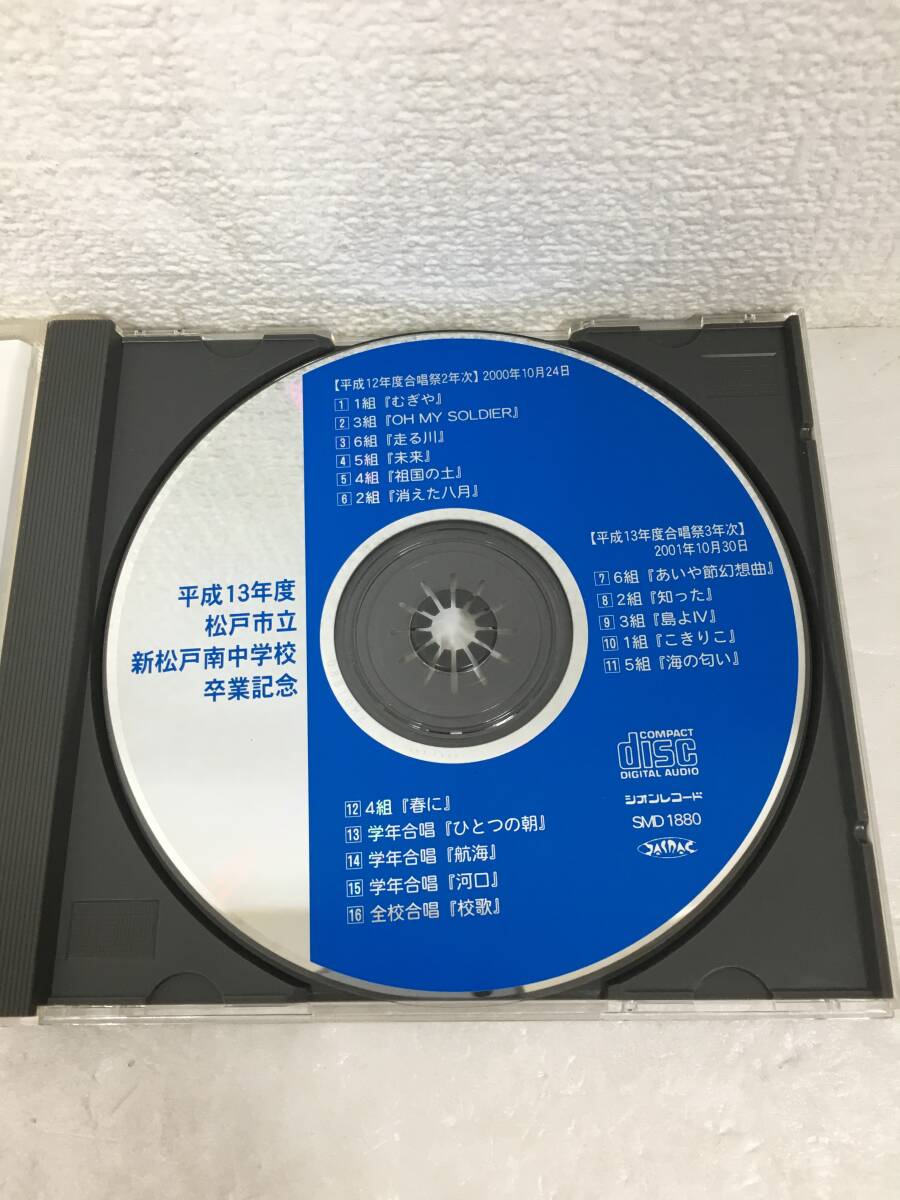 【平成12年度合唱祭2年次】2000年10月24日
1 1組『むぎや』
2 3組『OH MY SOLDIER』
3 6組『走る川』
4 5組『未来』
5 4組『祖国の土』
6 2組『消えた八月』
【平成13年度合唱祭3年次】
2001年10月30日
7 6組『あいや節幻想曲』
8 2組『知った』
9 3組『島よⅣ』
10 1組『こきりこ』
11 5組『海の匂い』
平成13年度
松戸市立
新松戸南中学校
卒業記念
COMPACT
disc
DIGITAL AUDIO
シオンレコード
SMD 1880
JASRAC
12 4組『春に』
13 学年合唱『ひとつの朝』
14 学年合唱『航海』
15 学年合唱『河口』
16 全校合唱『校歌』